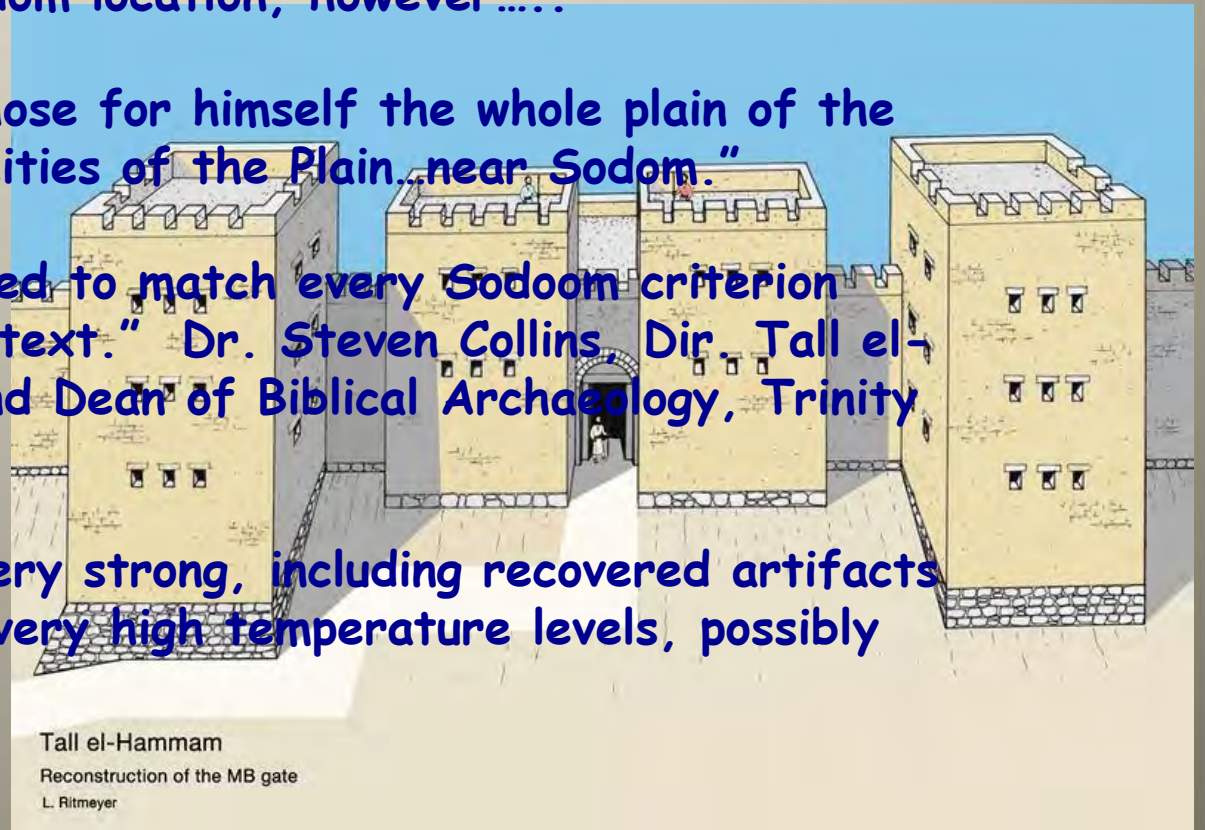 location, however…..
ose for himself the whole plain of the
ities of the Plain…near Sodom.”
ed to match every Sodoom criterion
text.” Dr. Steven Collins, Dir. Tall el-
d Dean of Biblical Archaeology, Trinity
ery strong, including recovered artifacts
very high temperature levels, possibly
Tall el-Hammam
Reconstruction of the MB gate
L. Ritmeyer